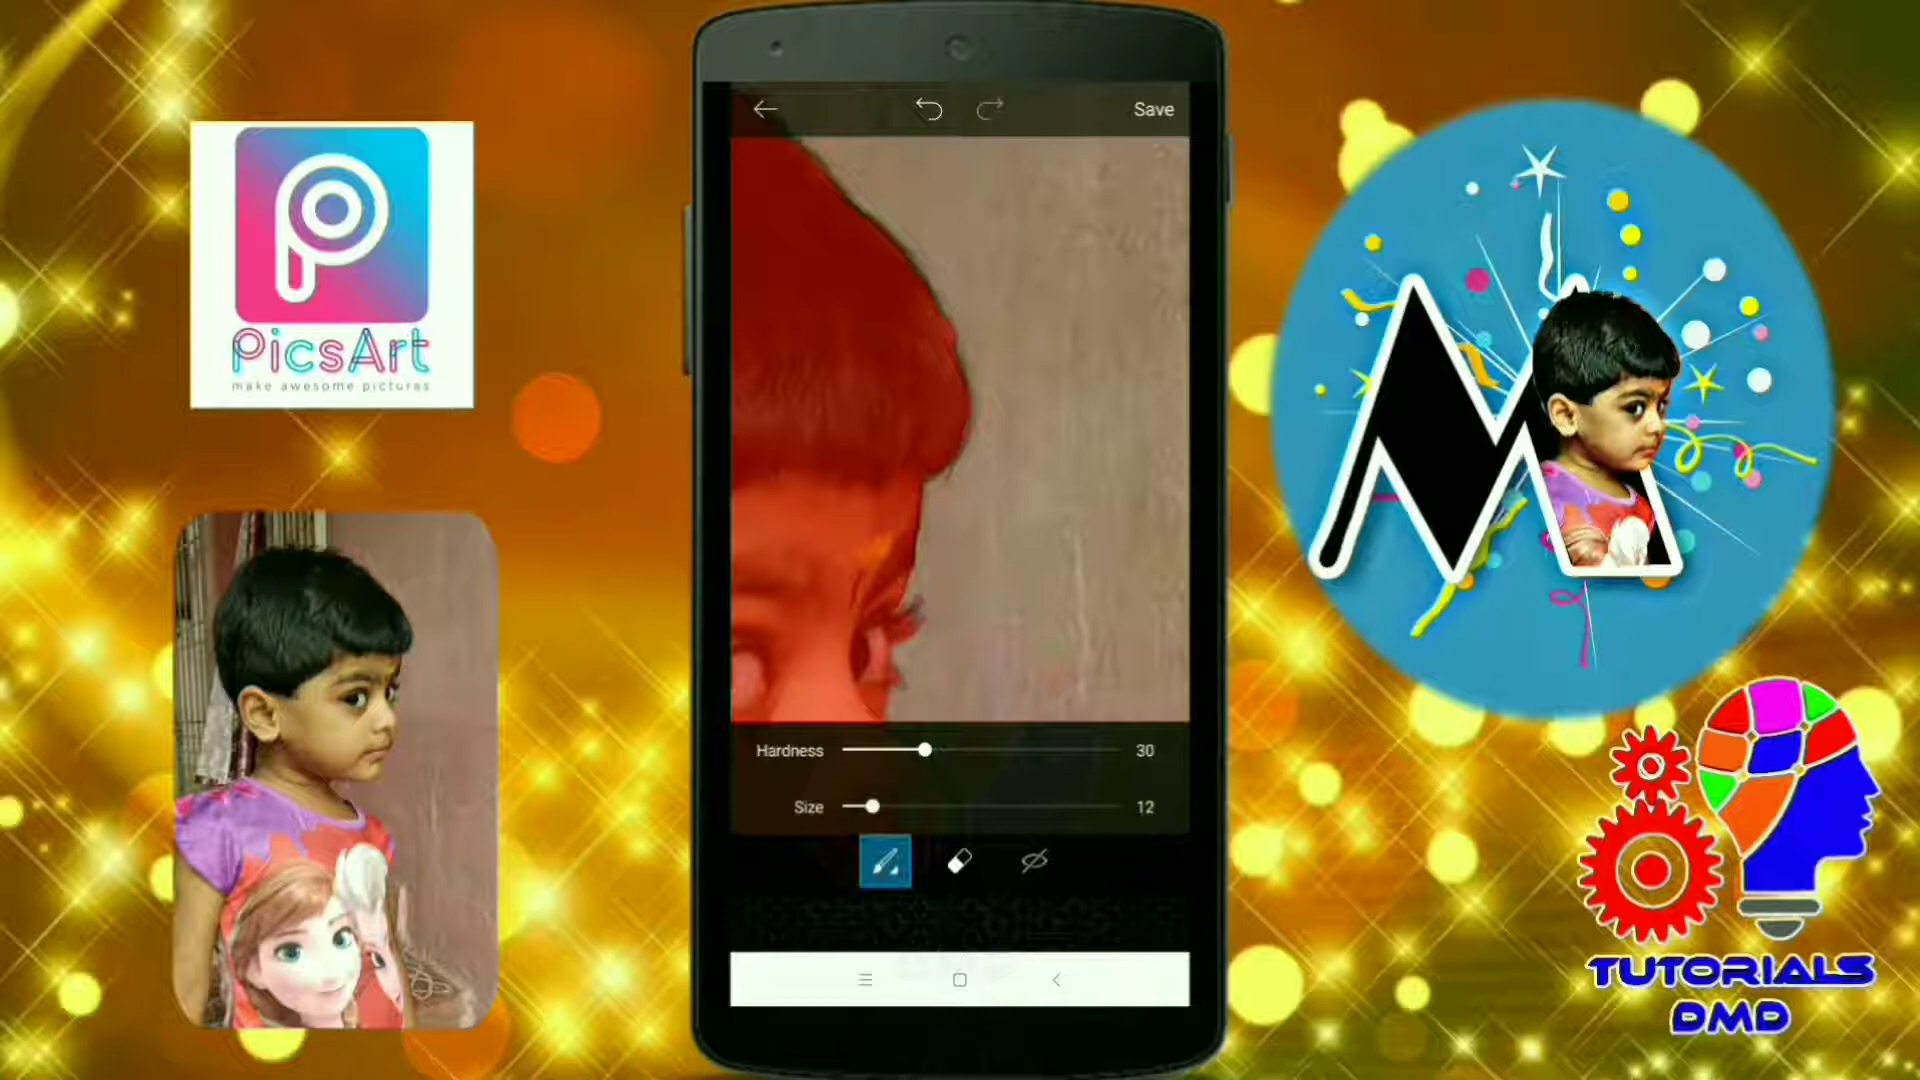 PicsArt
make awesome pictures
Save
Hardness 30
Size 12
M
TUTORIALS
DMD